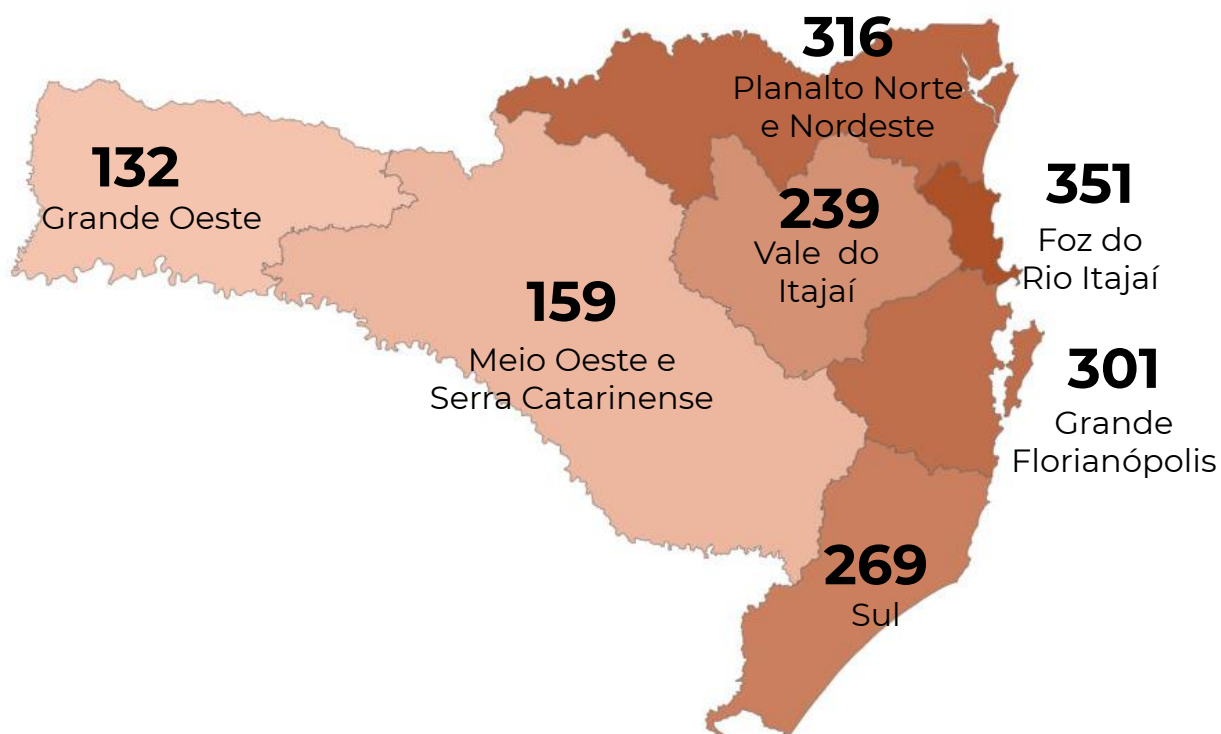 316
Planalto Norte
e Nordeste
132
Grande Oeste
239
Vale do
Itajaí
351
Foz do
Rio Itajaí
159
Meio Oeste e
Serra Catarinense
301
Grande
Florianópolis
269
Sul